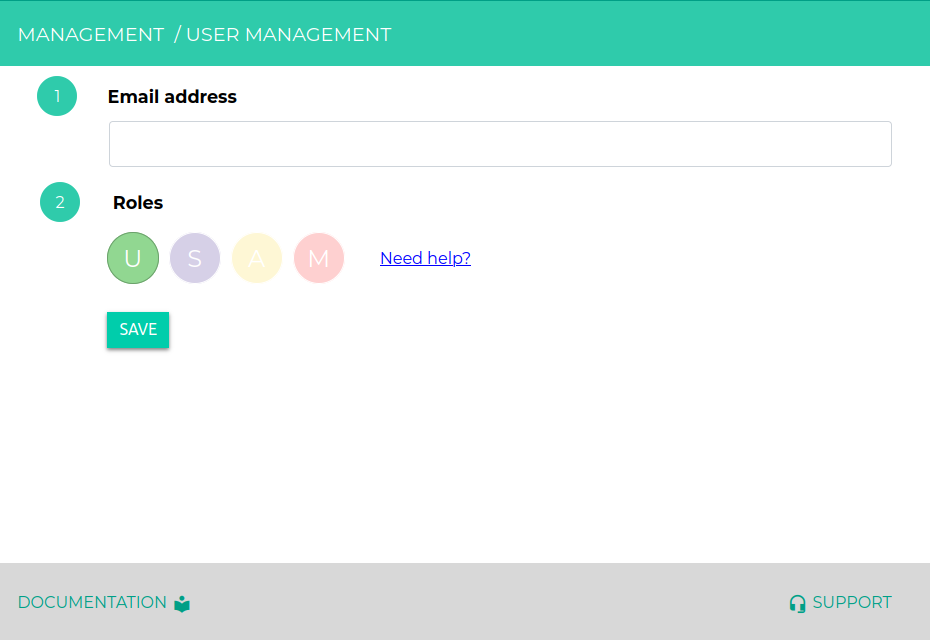 MANAGEMENT / USER MANAGEMENT
1 Email address
2 Roles
U S A M Need help?
SAVE
DOCUMENTATION SUPPORT